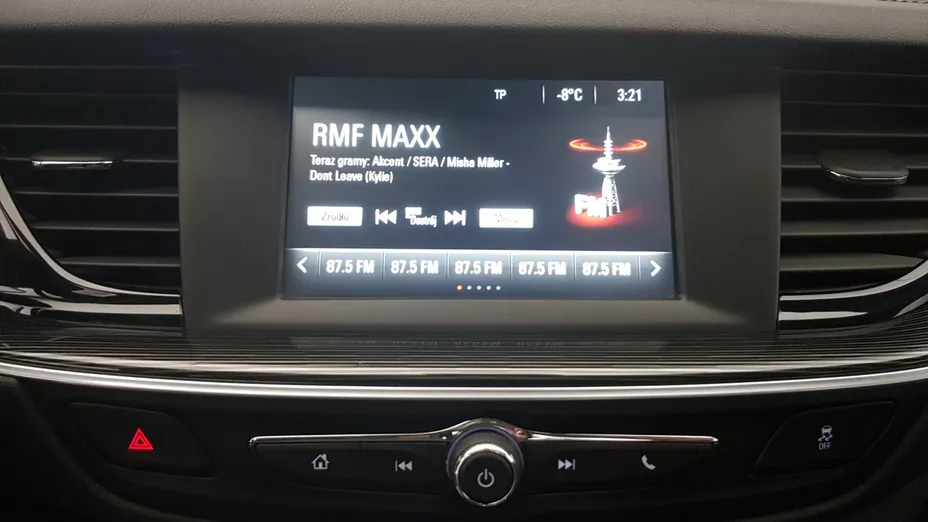 TP -8°C 3:21
RMF MAXX
Teraz gramy: Akcent / SERA / Misha Miller -
Dont Leave (Kylie)
FM
Źródło Dostrój Menu
87.5 FM 87.5 FM 87.5 FM 87.5 FM 87.5 FM
OFF